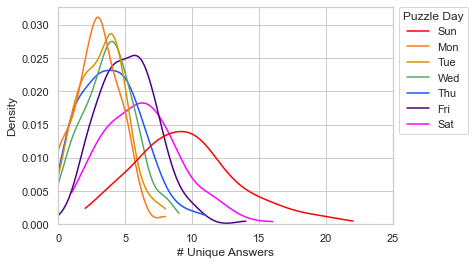 Puzzle Day
Sun
Mon
Tue
Wed
Thu
Fri
Sat
0.030
0.025
0.020
0.015
0.010
0.005
0.000
Density
0 5 10 15 20 25
# Unique Answers